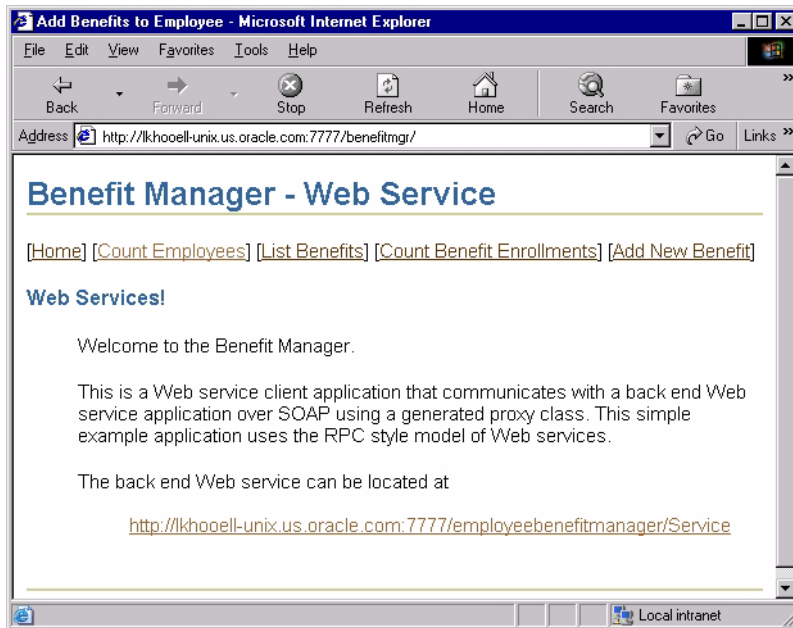 Add Benefits to Employee - Microsoft Internet Explorer
File Edit View Favorites Tools Help
Back Forward Stop Refresh Home Search Favorites »
Address http://lkhooell-unix.us.oracle.com:7777/benefitmgr/ Go Links »
Benefit Manager - Web Service
[Home] [Count Employees] [List Benefits] [Count Benefit Enrollments] [Add New Benefit]
Web Services!
Welcome to the Benefit Manager.
This is a Web service client application that communicates with a back end Web
service application over SOAP using a generated proxy class. This simple
example application uses the RPC style model of Web services.
The back end Web service can be located at
http://lkhooell-unix.us.oracle.com:7777/employeebenefitmanager/Service
Local intranet